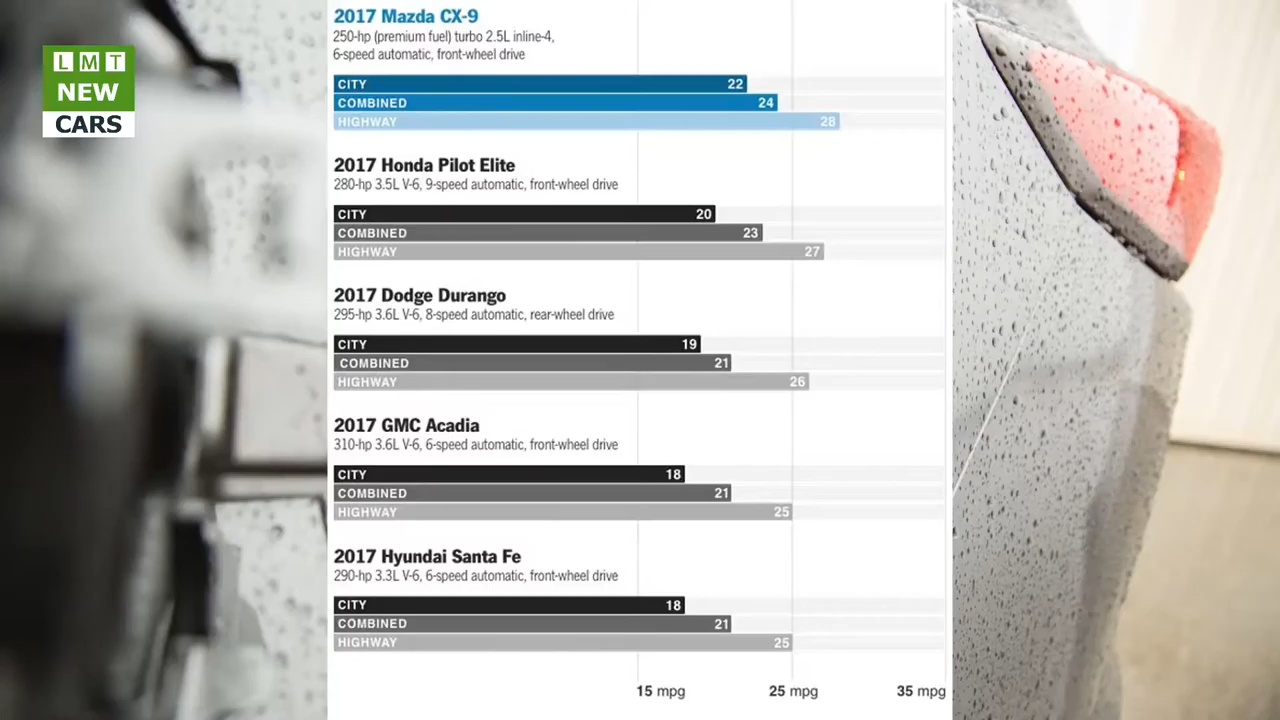 LMT
NEW
CARS
2017 Mazda CX-9
250-hp (premium fuel) turbo 2.5L inline-4,
6-speed automatic, front-wheel drive
CITY 22
COMBINED 24
HIGHWAY 28
2017 Honda Pilot Elite
280-hp 3.5L V-6, 9-speed automatic, front-wheel drive
CITY 20
COMBINED 23
HIGHWAY 27
2017 Dodge Durango
295-hp 3.6L V-6, 8-speed automatic, rear-wheel drive
CITY 19
COMBINED 21
HIGHWAY 26
2017 GMC Acadia
310-hp 3.6L V-6, 6-speed automatic, front-wheel drive
CITY 18
COMBINED 21
HIGHWAY 25
2017 Hyundai Santa Fe
290-hp 3.3L V-6, 6-speed automatic, front-wheel drive
CITY 18
COMBINED 21
HIGHWAY 25
15 mpg 25 mpg 35 mpg